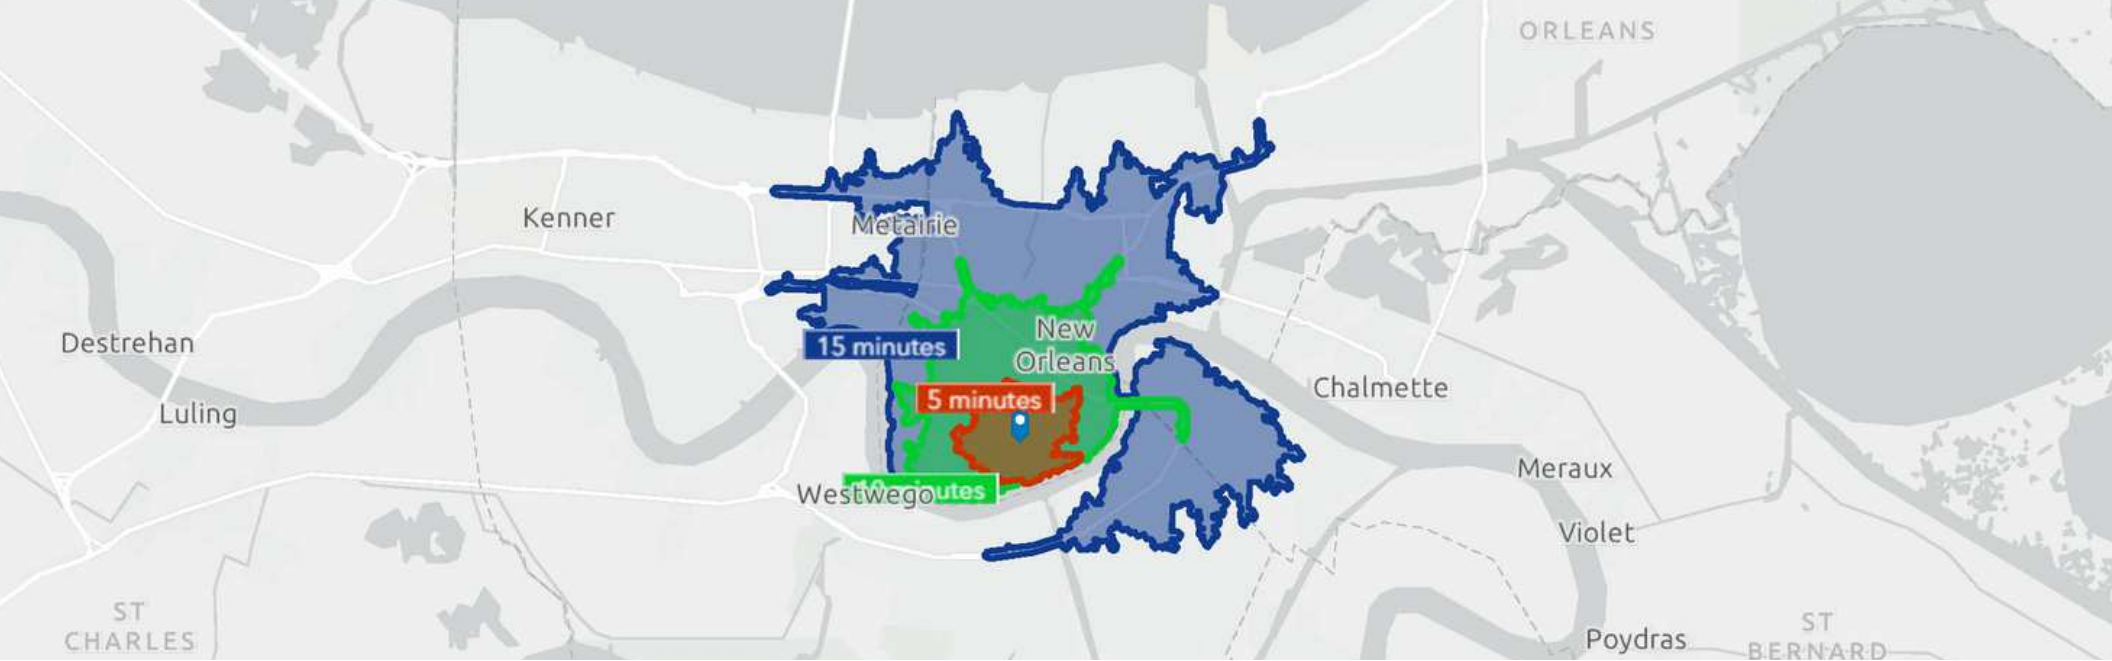 ORLEANS
Kenner
Metairie
New
Orleans
Destrehan
15 minutes
Chalmette
5 minutes
Luling
Meraux
Westwego
minutes
Violet
ST
CHARLES
ST
BERNARD
Poydras